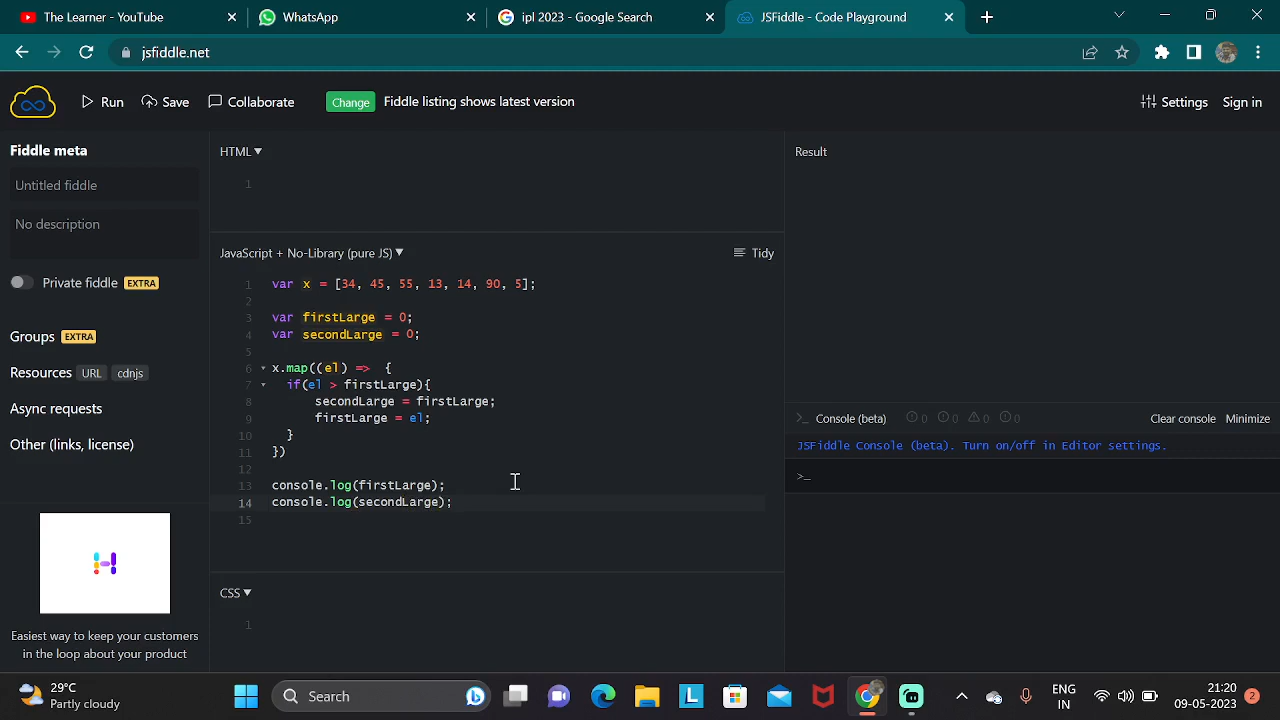 The Learner - YouTube
WhatsApp
ipl 2023 - Google Search
JSFiddle - Code Playground
jsfiddle.net
Run
Save
Collaborate
Change
Fiddle listing shows latest version
Settings
Sign in
Fiddle meta
Untitled fiddle
No description
Private fiddle EXTRA
Groups EXTRA
Resources URL cdnjs
Async requests
Other (links, license)
Easiest way to keep your customers
in the loop about your product
HTML
1
JavaScript + No-Library (pure JS)
Tidy
1 var x = [34, 45, 55, 13, 14, 90, 5];
2
3 var firstLarge = 0;
4 var secondLarge = 0;
5
6 x.map((el) => {
7 if(el > firstLarge){
8 secondLarge = firstLarge;
9 firstLarge = el;
10 }
11 })
12
13 console.log(firstLarge);
14 console.log(secondLarge);
15
CSS
1
Result
>_ Console (beta) 0 0 0 0 Clear console Minimize
JSFiddle Console (beta). Turn on/off in Editor settings.
>_
29°C
Partly cloudy
Search
L
ENG
IN
21:20
09-05-2023
2